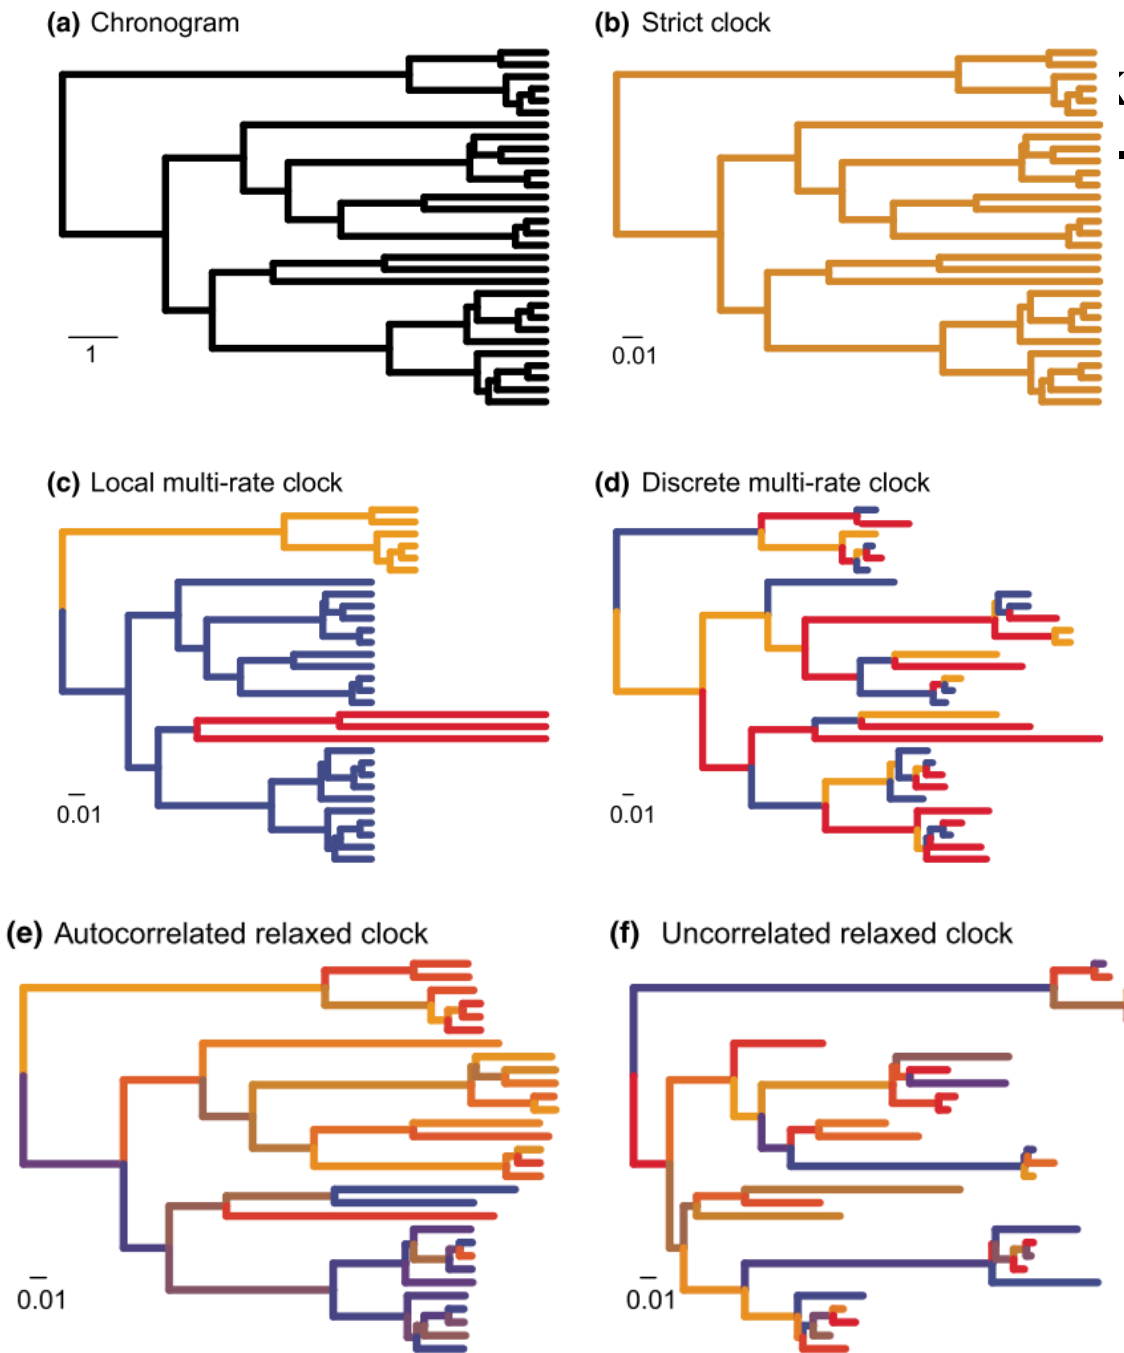 (a) Chronogram
(b) Strict clock
1
0.01
(c) Local multi-rate clock
(d) Discrete multi-rate clock
0.01
0.01
(e) Autocorrelated relaxed clock
(f) Uncorrelated relaxed clock
0.01
0.01